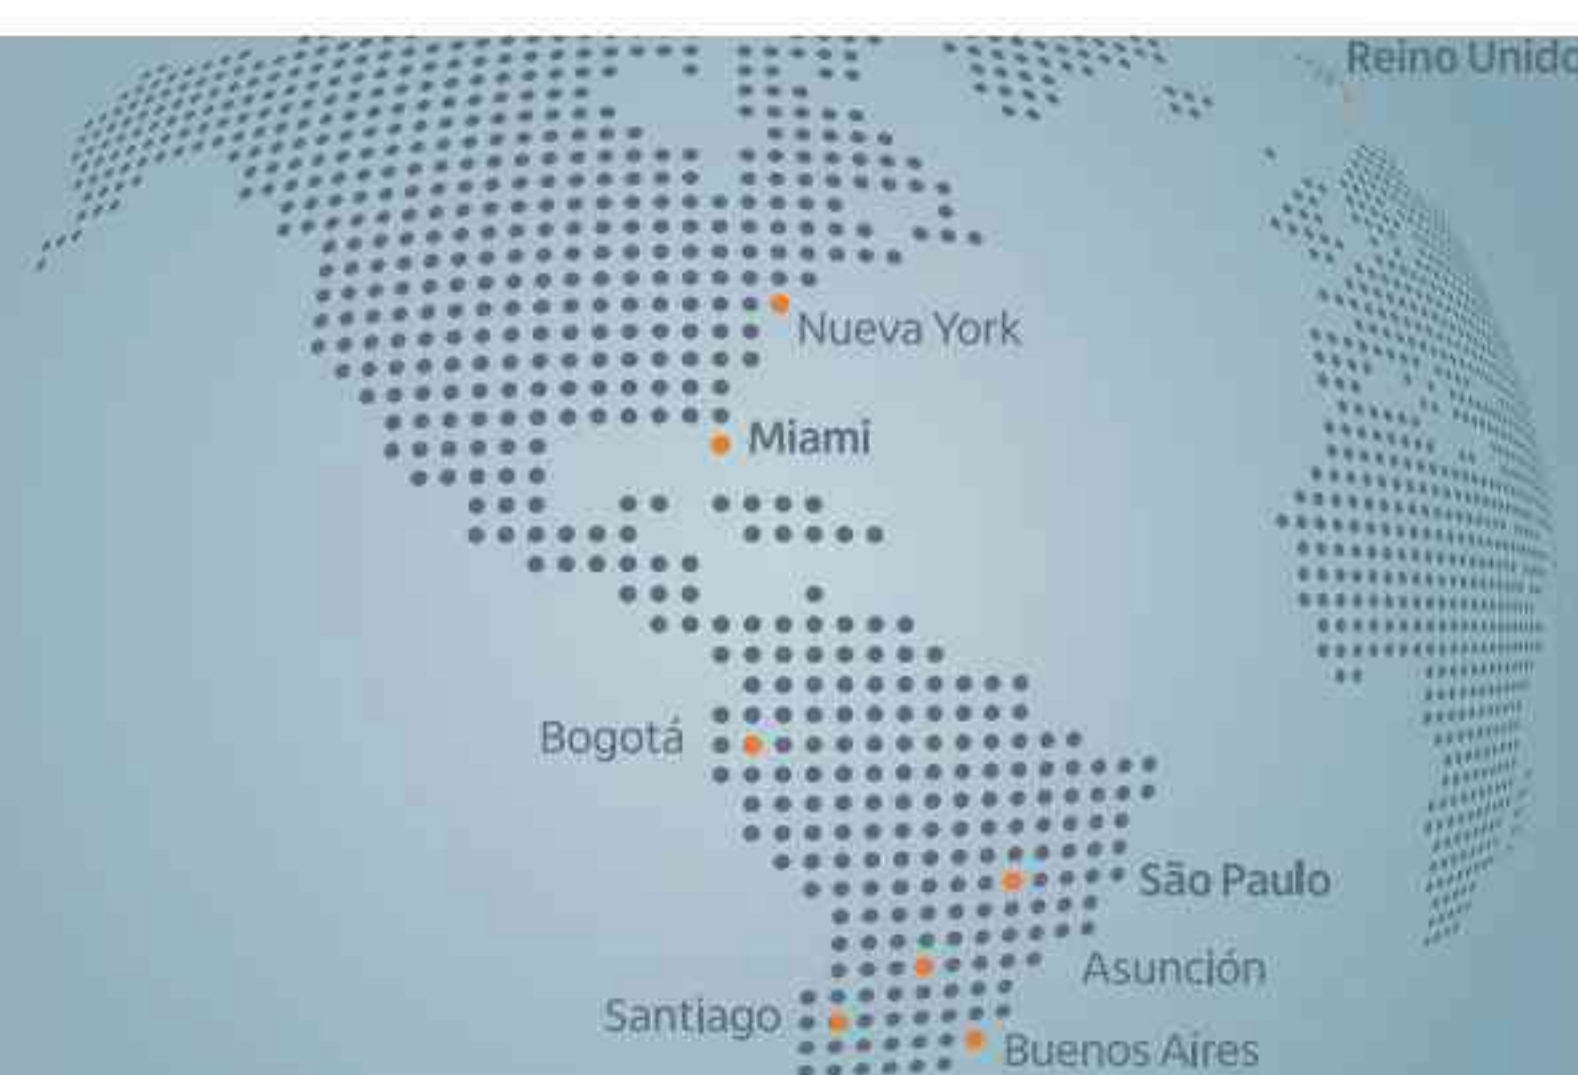 Reino Unido
Nueva York
Miami
Bogotá
São Paulo
Asunción
Santiago
Buenos Aires